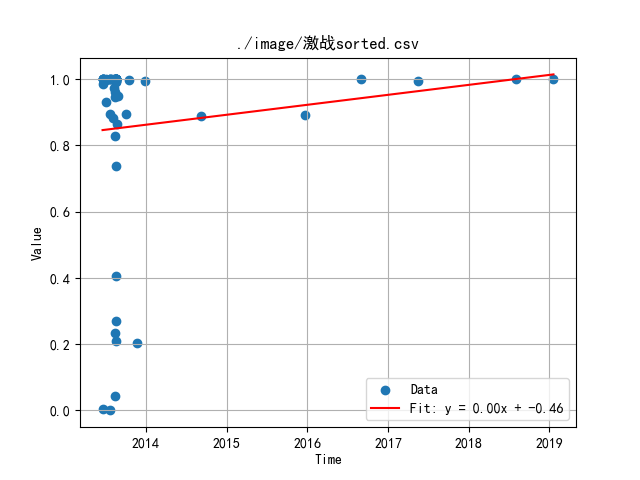 ./image/激战sorted.csv
1.0
0.8
0.6
0.4
0.2
0.0
Value
Data
Fit: y = 0.00x + -0.46
2014 2015 2016 2017 2018 2019
Time